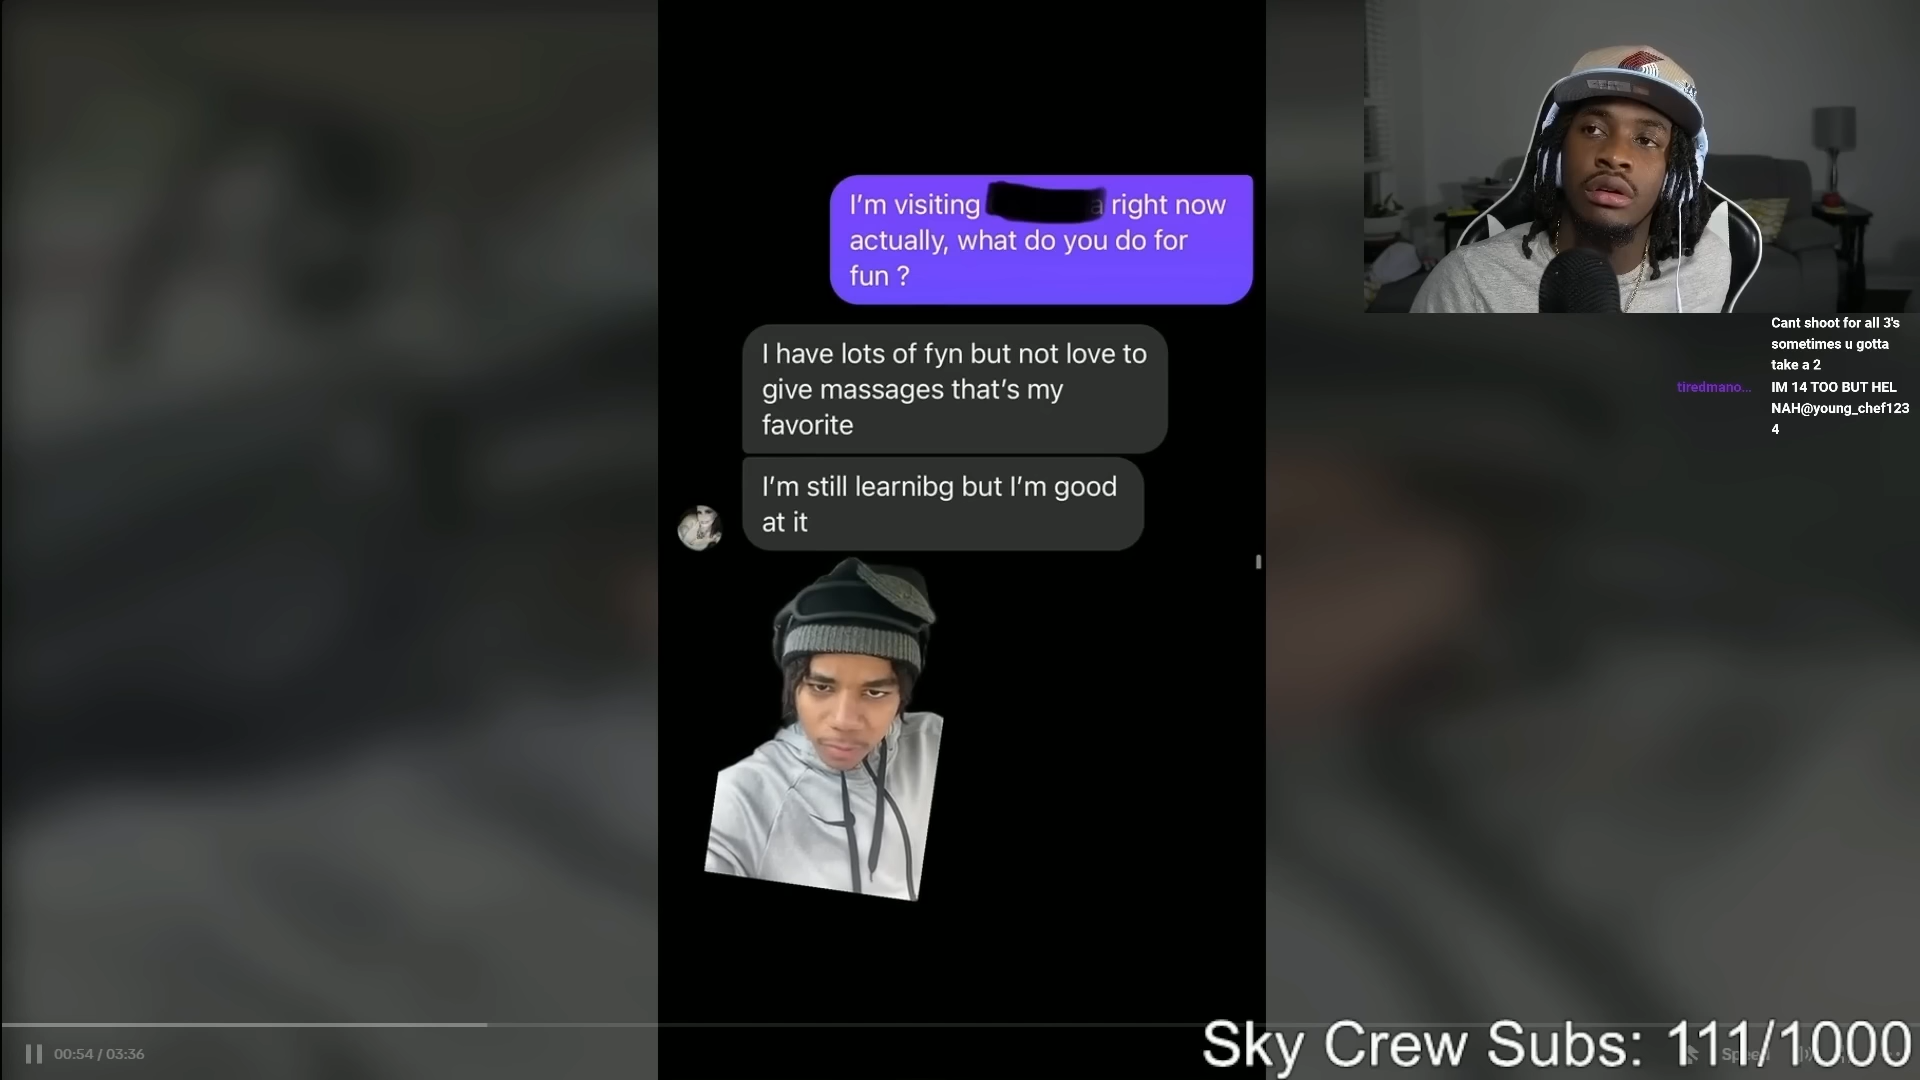 I'm visiting right now
actually, what do you do for
fun ?
I have lots of fyn but not love to
give massages that's my
favorite
I'm still learnibg but I'm good
at it
Cant shoot for all 3's
sometimes u gotta
take a 2
tiredmano... IM 14 TOO BUT HEL
NAH@young_chef123
4
00:54 / 03:36
Sky Crew Subs: 111/1000